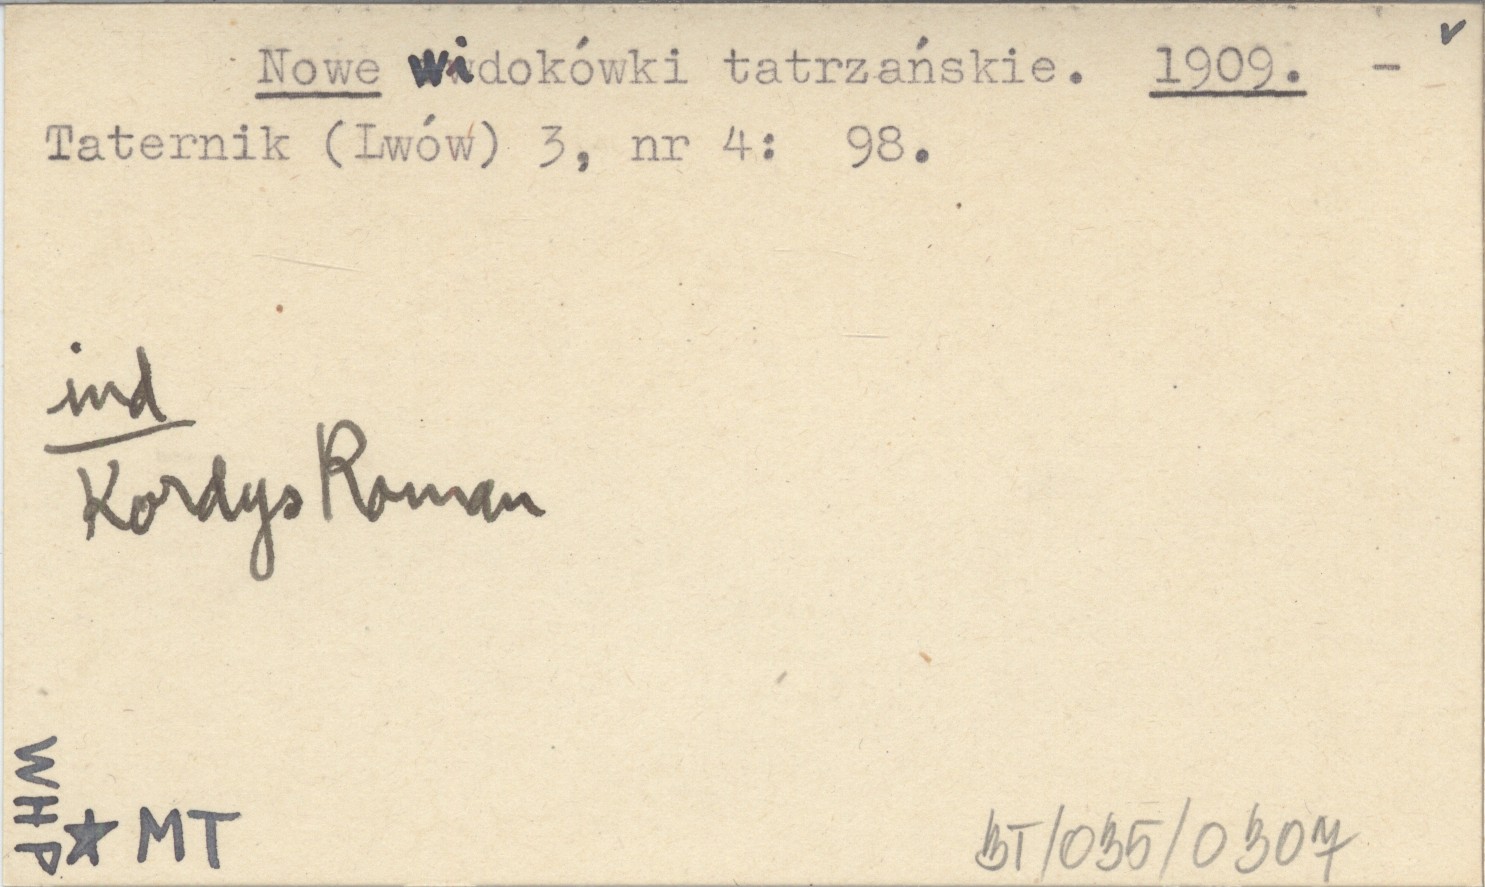 Nowe widokówki tatrzańskie. 1909. -
Taternik (Lwów) 3, nr 4: 98.
ind
Kordys Roman
WHP
★ MT
BT/035/0307